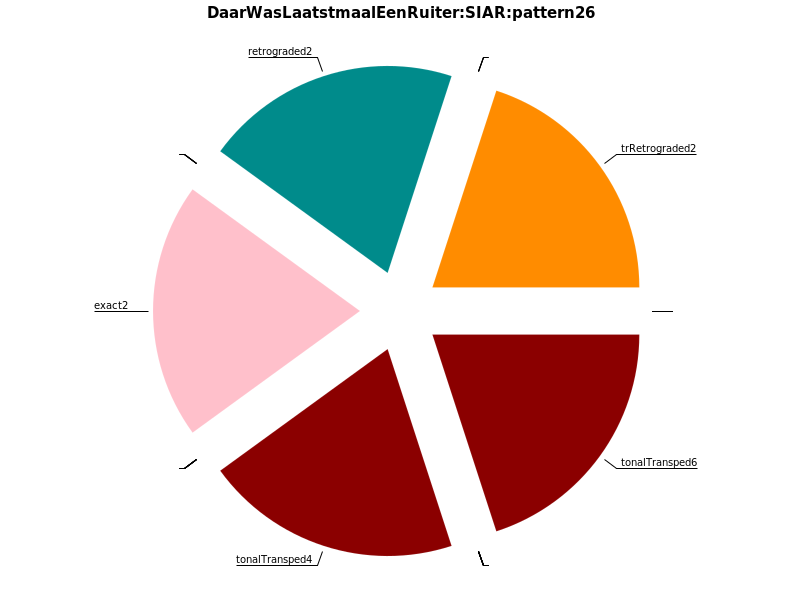 DaarWasLaatstmaalEenRuiter:SIAR:pattern26
retrograded2
trRetrograded2
exact2
tonalTransped6
tonalTransped4